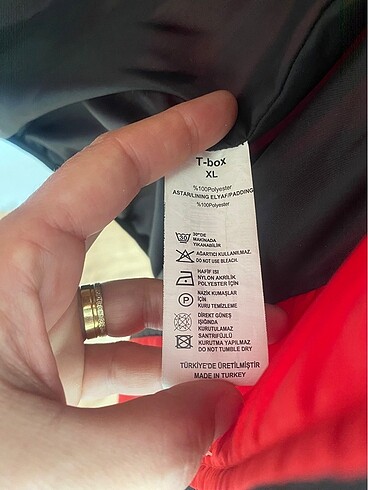 T-box
XL
%100Polyester
ASTAR/LINING ELYAF/PADDING
%100Polyester
30°DE
MAKİNADA
YIKANABİLİR
AĞARTICI KULLANILMAZ.
DO NOT USE BLEACH.
HAFİF ISI
NYLON AKRİLİK
POLYESTER İÇİN
P
NAZİK KUMAŞLAR
İÇİN
KURU TEMİZLEME
DİREKT GÜNEŞ
IŞIĞINDA
KURUTULAMAZ
SANTRİFÜJLÜ
KURUTMA YAPILMAZ
DO NOT TUMBLE DRY
TÜRKİYE'DE ÜRETİLMİŞTİR
MADE IN TURKEY